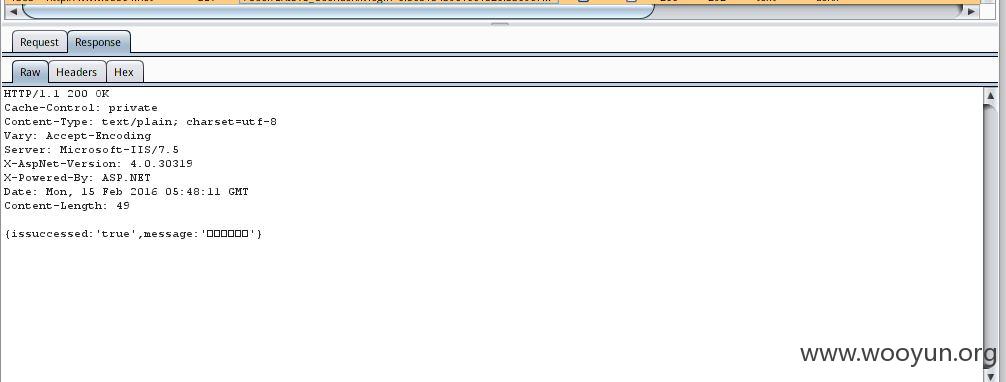 Request Response
Raw Headers Hex
HTTP/1.1 200 OK
Cache-Control: private
Content-Type: text/plain; charset=utf-8
Vary: Accept-Encoding
Server: Microsoft-IIS/7.5
X-AspNet-Version: 4.0.30319
X-Powered-By: ASP.NET
Date: Mon, 15 Feb 2016 05:48:11 GMT
Content-Length: 49
{issuccessed:'true',message:'□□□□□□'}
www.wooyun.org